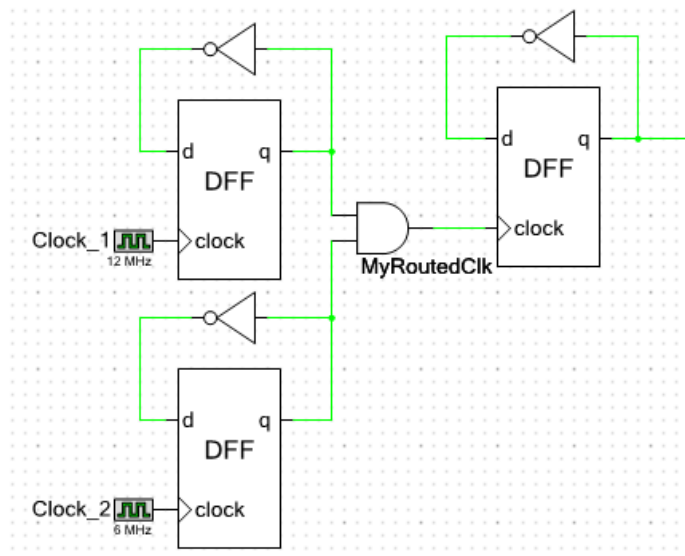 d q
DFF
Clock_1
12 MHz
clock
d q
DFF
clock
MyRoutedClk
d q
DFF
Clock_2
6 MHz
clock